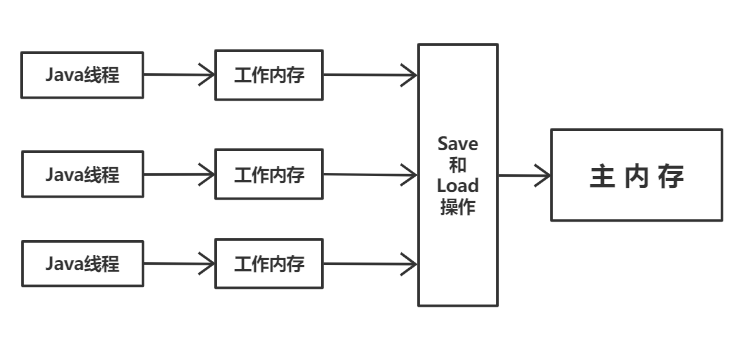 Java线程
工作内存
Java线程
工作内存
Java线程
工作内存
Save
和
Load
操作
主 内 存